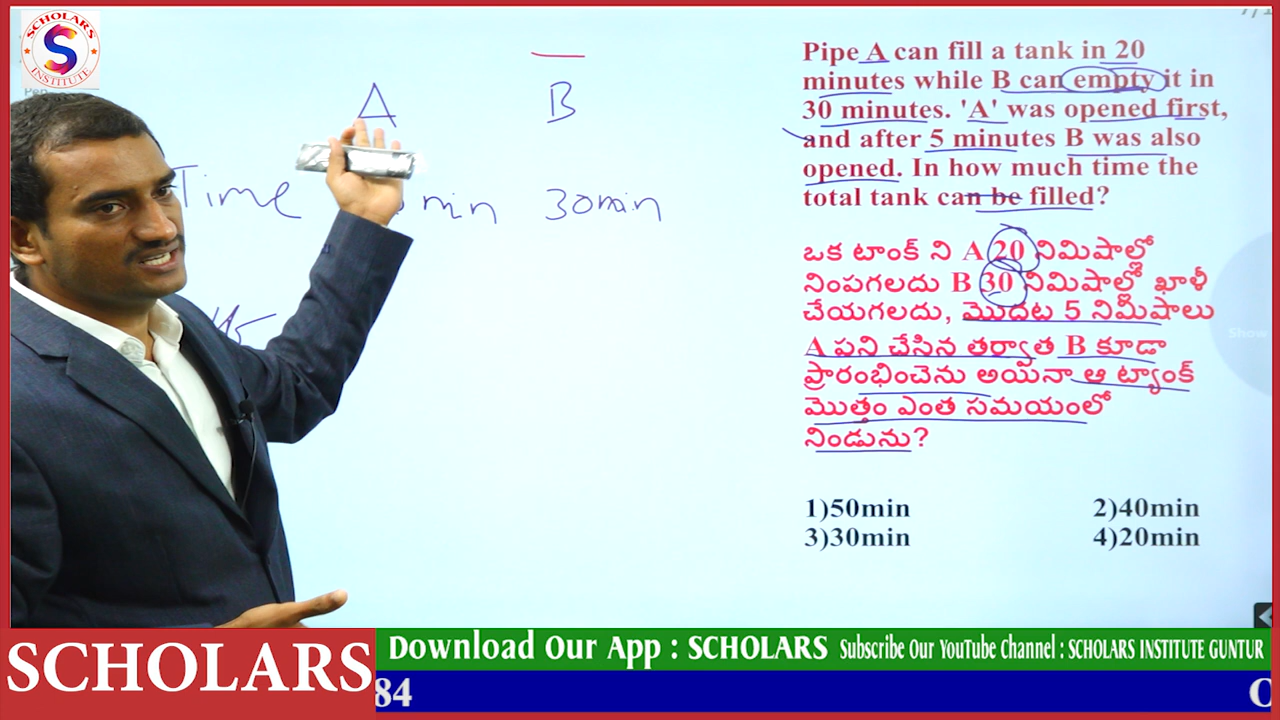 SCHOLARS
S
INSTITUTE
A B
Time min 30min
Pipe A can fill a tank in 20
minutes while B can empty it in
30 minutes. 'A' was opened first,
and after 5 minutes B was also
opened. In how much time the
total tank can be filled?
ఒక టాంక్ ని A 20 నిమిషాల్లో
నింపగలదు B 30 నిమిషాల్లో ఖాళీ
చేయగలదు, మొదట 5 నిమిషాలు
A పని చేసిన తర్వాత B కూడా
ప్రారంభించెను అయినా ఆ ట్యాంక్
మొత్తం ఎంత సమయంలో
నిండును?
1)50min 2)40min
3)30min 4)20min
Show
SCHOLARS
Download Our App : SCHOLARS Subscribe Our YouTube Channel : SCHOLARS INSTITUTE GUNTUR
84